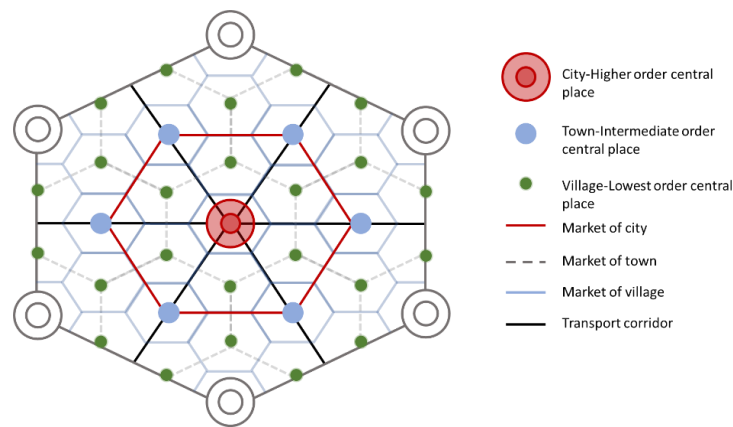 City-Higher order central
place
Town-Intermediate order
central place
Village-Lowest order central
place
Market of city
Market of town
Market of village
Transport corridor